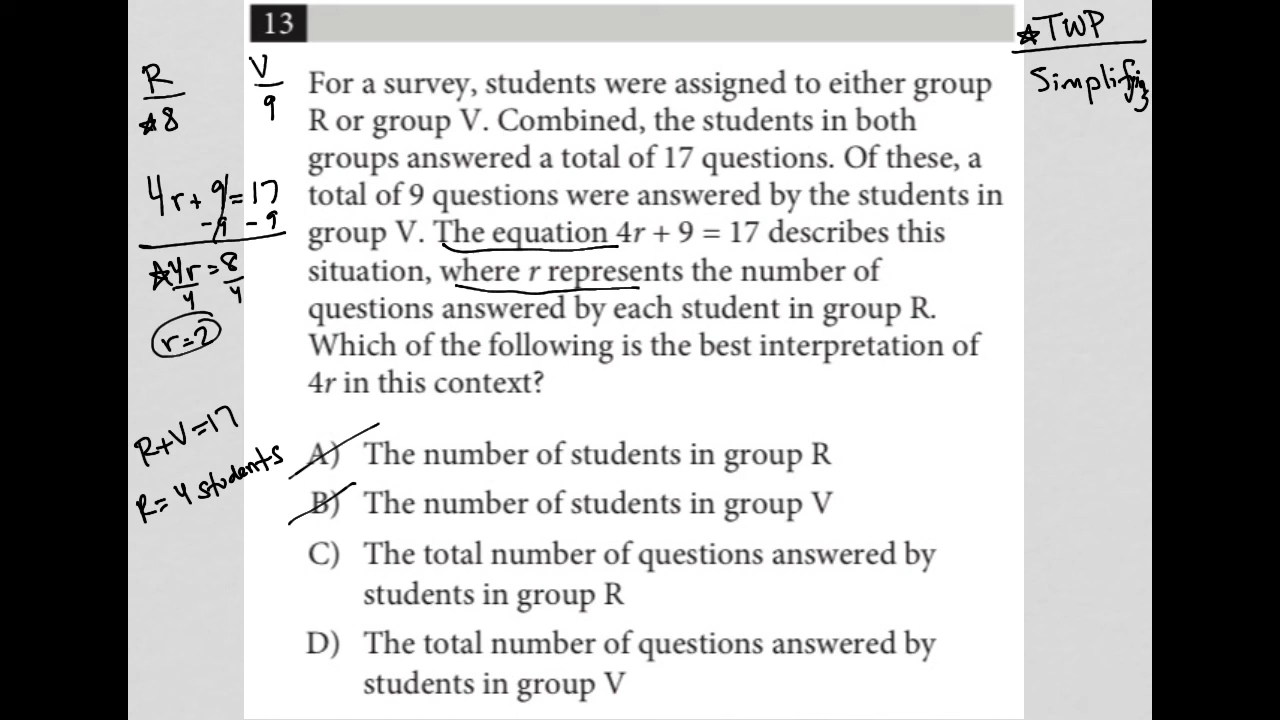 13
☆TWP
Simplifying
R
☆8
V
9
For a survey, students were assigned to either group
R or group V. Combined, the students in both
groups answered a total of 17 questions. Of these, a
total of 9 questions were answered by the students in
group V. The equation 4r + 9 = 17 describes this
situation, where r represents the number of
questions answered by each student in group R.
Which of the following is the best interpretation of
4r in this context?
4r + 9 = 17
-9 -9
☆4r = 8
4 4
r=2
R+V=17
R= 4 students
A) The number of students in group R
B) The number of students in group V
C) The total number of questions answered by
students in group R
D) The total number of questions answered by
students in group V